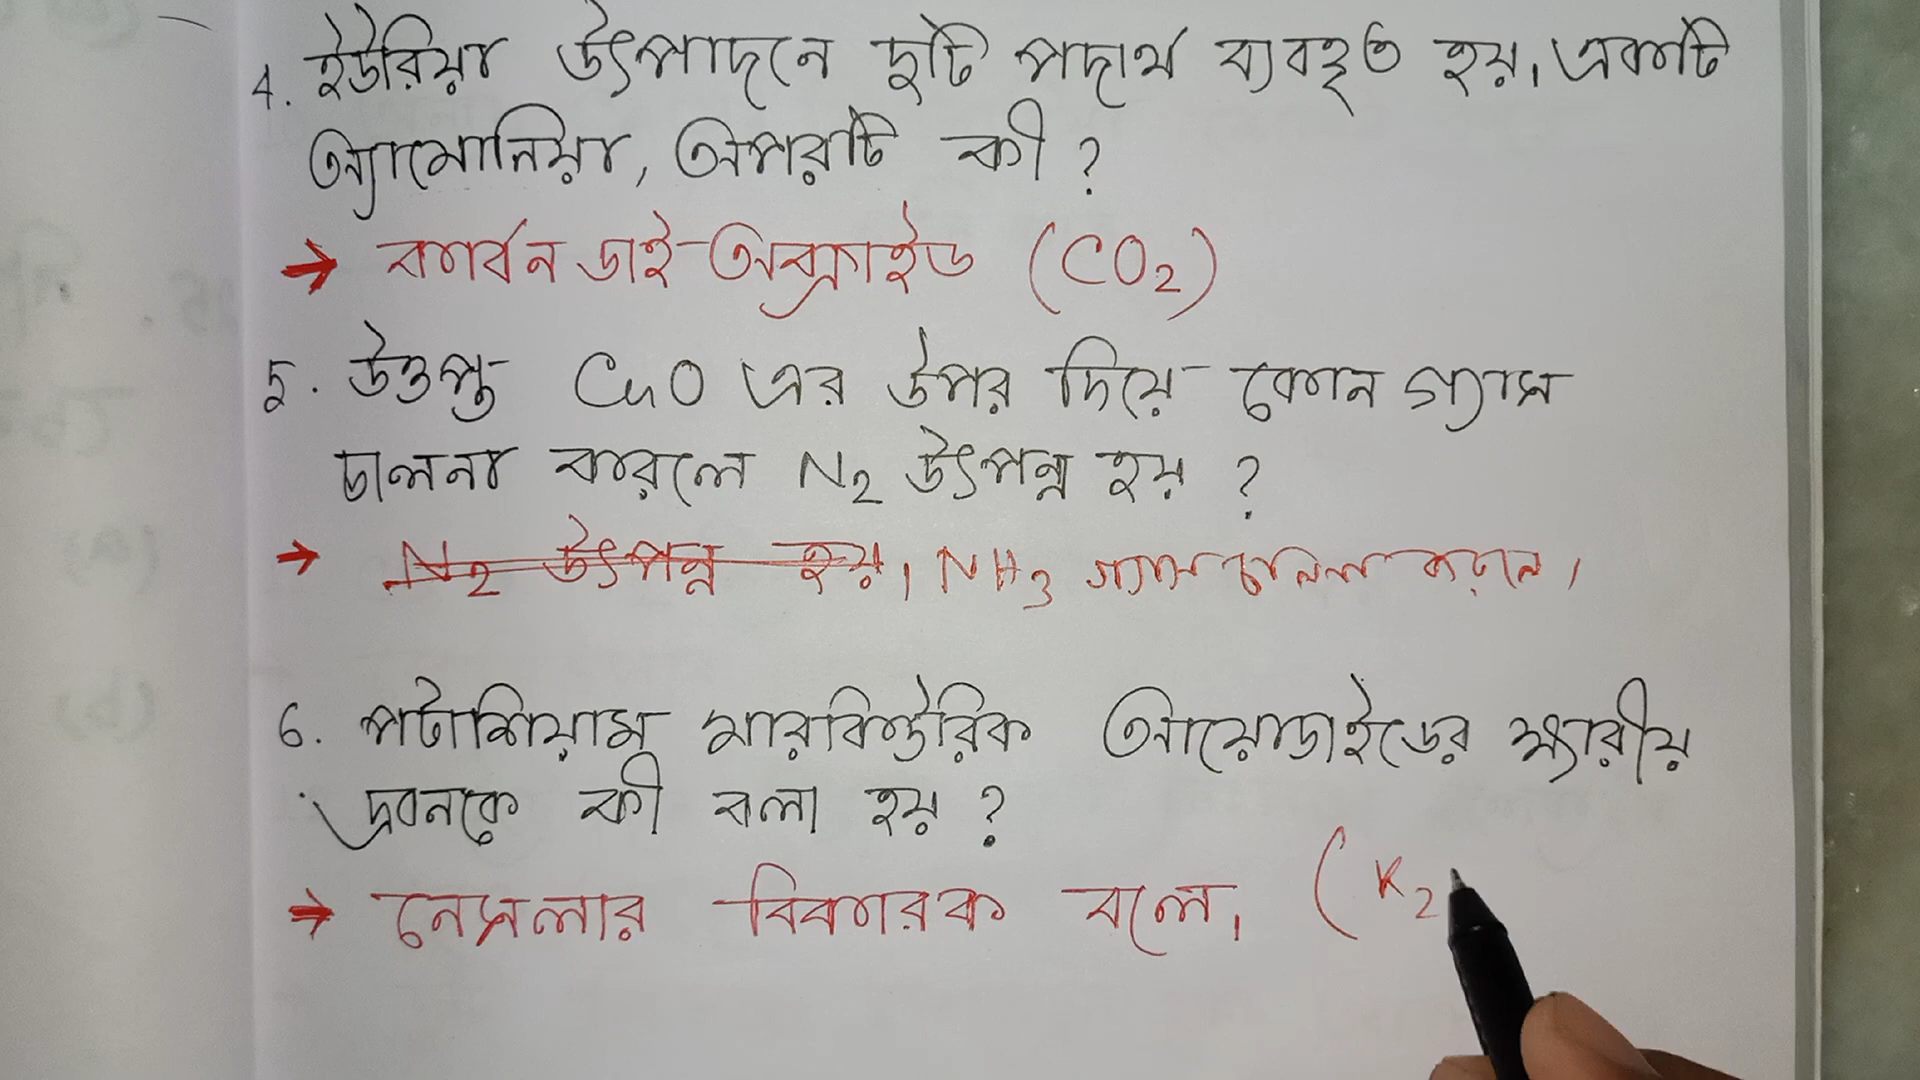 4. ইউরিয়া উৎপাদনে দুটি পদার্থ ব্যবহৃত হয়। একটি
অ্যামোনিয়া, অপরটি কী ?
→ কার্বন ডাই-অক্সাইড (CO₂)
5. উত্তপ্ত CuO এর উপর দিয়ে কোন গ্যাস
চালনা করলে N₂ উৎপন্ন হয় ?
→ N₂ উৎপন্ন হয়। NH₃ গ্যাস চালনা করলে।
6. পটাশিয়াম মারকিউরিক আয়োডাইডের ক্ষারীয়
দ্রবনকে কী বলা হয় ?
→ নেসলার বিকারক বলে। (K₂